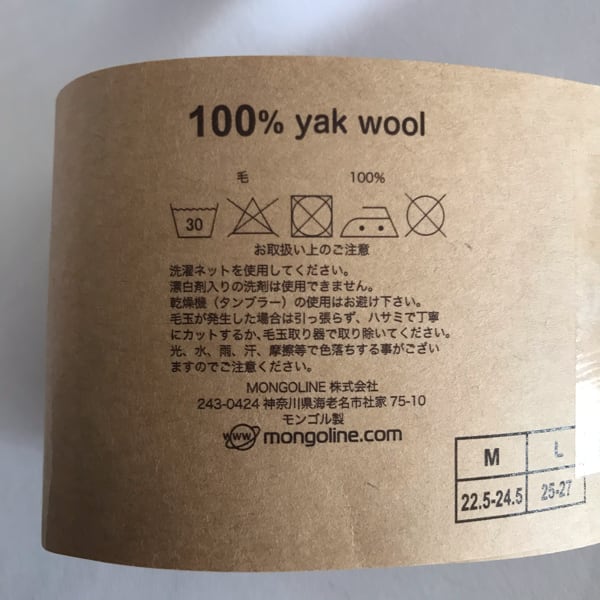 100% yak wool
毛 100%
30
お取扱い上のご注意
洗濯ネットを使用してください。
漂白剤入りの洗剤は使用できません。
乾燥機（タンブラー）の使用はお避け下さい。
毛玉が発生した場合は引っ張らず、ハサミで丁寧
にカットするか、毛玉取り器で取り除いてください。
光、水、雨、汗、摩擦等で色落ちする事がござい
ますのでご注意ください。
MONGOLINE 株式会社
243-0424 神奈川県海老名市社家 75-10
モンゴル製
www mongoline.com
M L
22.5-24.5 25-27